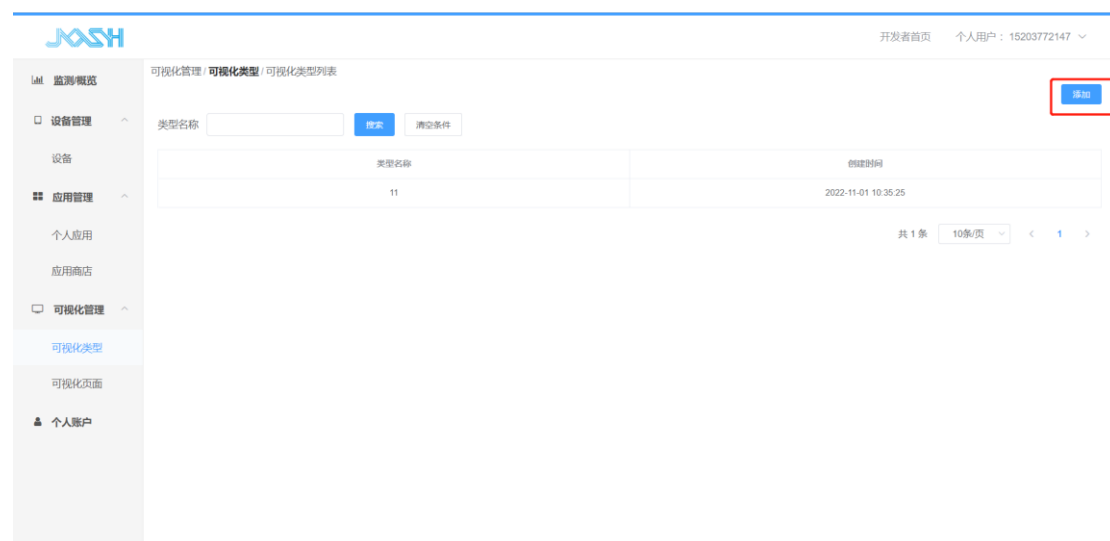 JXXSH
开发者首页 个人用户：15203772147
监测/概览
设备管理
设备
应用管理
个人应用
应用商店
可视化管理
可视化类型
可视化页面
个人账户
可视化管理/可视化类型/可视化类型列表
添加
类型名称 搜索 清空条件
类型名称 创建时间
11 2022-11-01 10:35:25
共 1 条 10条/页 < 1 >